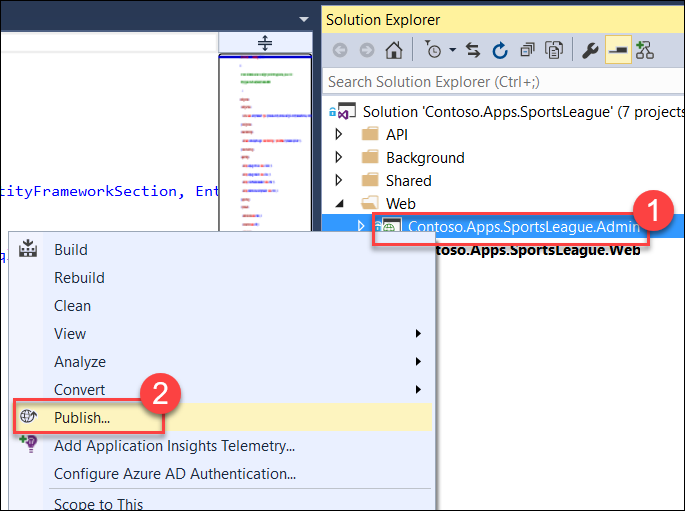 Solution Explorer
Search Solution Explorer (Ctrl+;)
Solution 'Contoso.Apps.SportsLeague' (7 projects
API
Background
Shared
Web
1
Contoso.Apps.SportsLeague.Admin
toso.Apps.SportsLeague.Web
tityFrameworkSection, Ent
q
Build
Rebuild
Clean
View
Analyze
Convert
2
Publish...
Add Application Insights Telemetry...
Configure Azure AD Authentication...
Scope to This